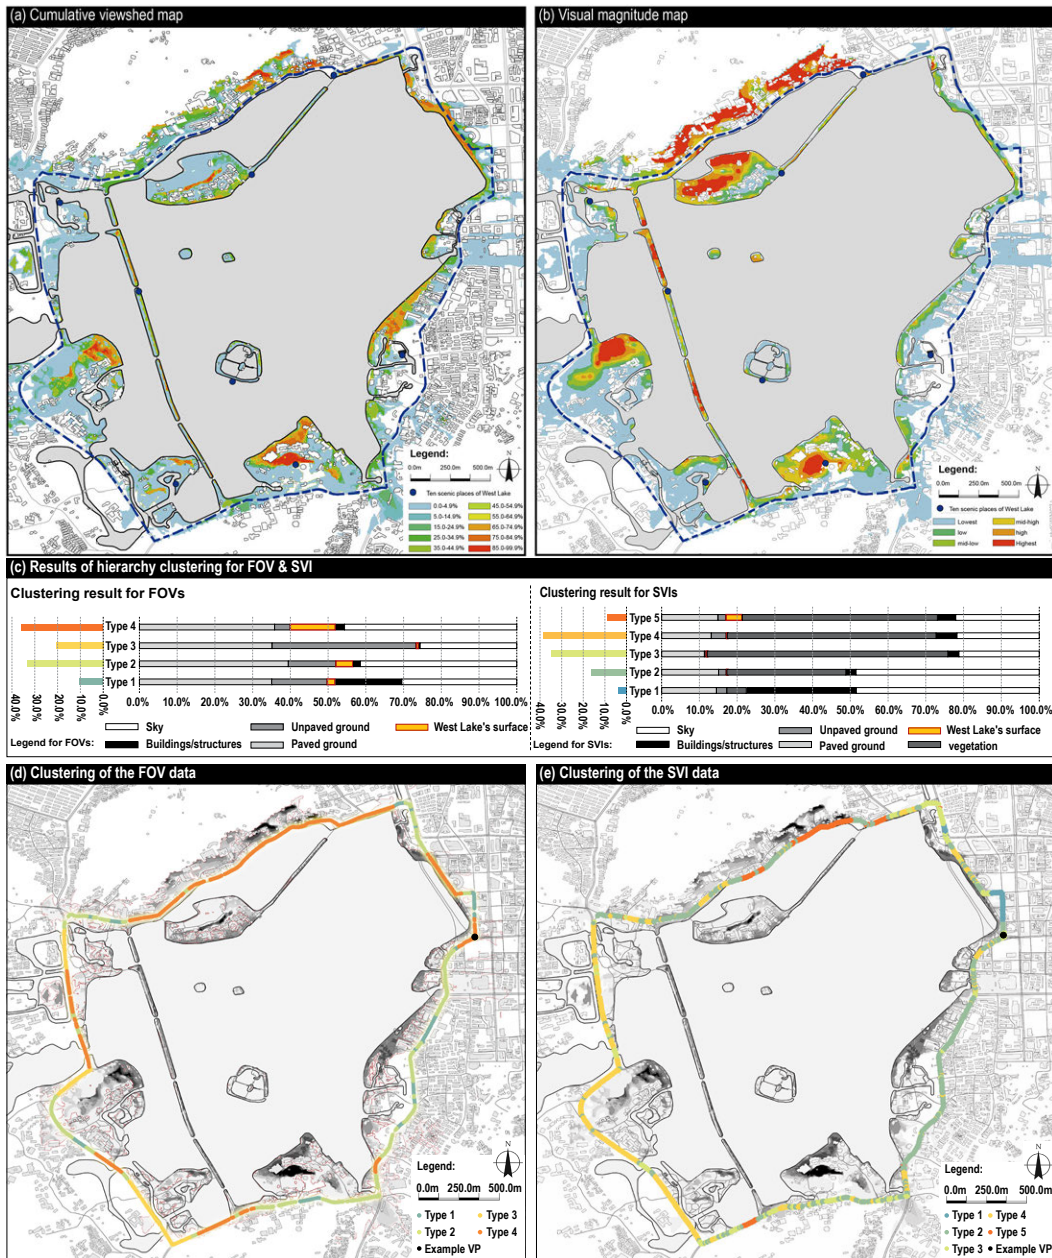 (a) Cumulative viewshed map
N
Legend:
0.0m 250.0m 500.0m
Ten scenic places of West Lake
0.0-4.9% 45.0-54.9%
5.0-14.9% 55.0-64.9%
15.0-24.9% 65.0-74.9%
25.0-34.9% 75.0-84.9%
35.0-44.9% 85.0-99.9%
(b) Visual magnitude map
N
Legend:
0.0m 250.0m 500.0m
Ten scenic places of West Lake
Lowest mid-high
low high
mid-low Highest
(c) Results of hierarchy clustering for FOV & SVI
Clustering result for FOVs
Type 4
Type 3
Type 2
Type 1
40.0% 30.0% 20.0% 10.0% 0.0%
0.0% 10.0% 20.0% 30.0% 40.0% 50.0% 60.0% 70.0% 80.0% 90.0% 100.0%
Sky Unpaved ground West Lake's surface
Legend for FOVs: Buildings/structures Paved ground
Clustering result for SVIs
Type 5
Type 4
Type 3
Type 2
Type 1
40.0% 30.0% 20.0% 10.0% 0.0%
0.0% 10.0% 20.0% 30.0% 40.0% 50.0% 60.0% 70.0% 80.0% 90.0% 100.0%
Sky Unpaved ground West Lake's surface
Legend for SVIs: Buildings/structures Paved ground vegetation
(d) Clustering of the FOV data
N
Legend:
0.0m 250.0m 500.0m
Type 1 Type 3
Type 2 Type 4
Example VP
(e) Clustering of the SVI data
N
Legend:
0.0m 250.0m 500.0m
Type 1 Type 4
Type 2 Type 5
Type 3 Example VP